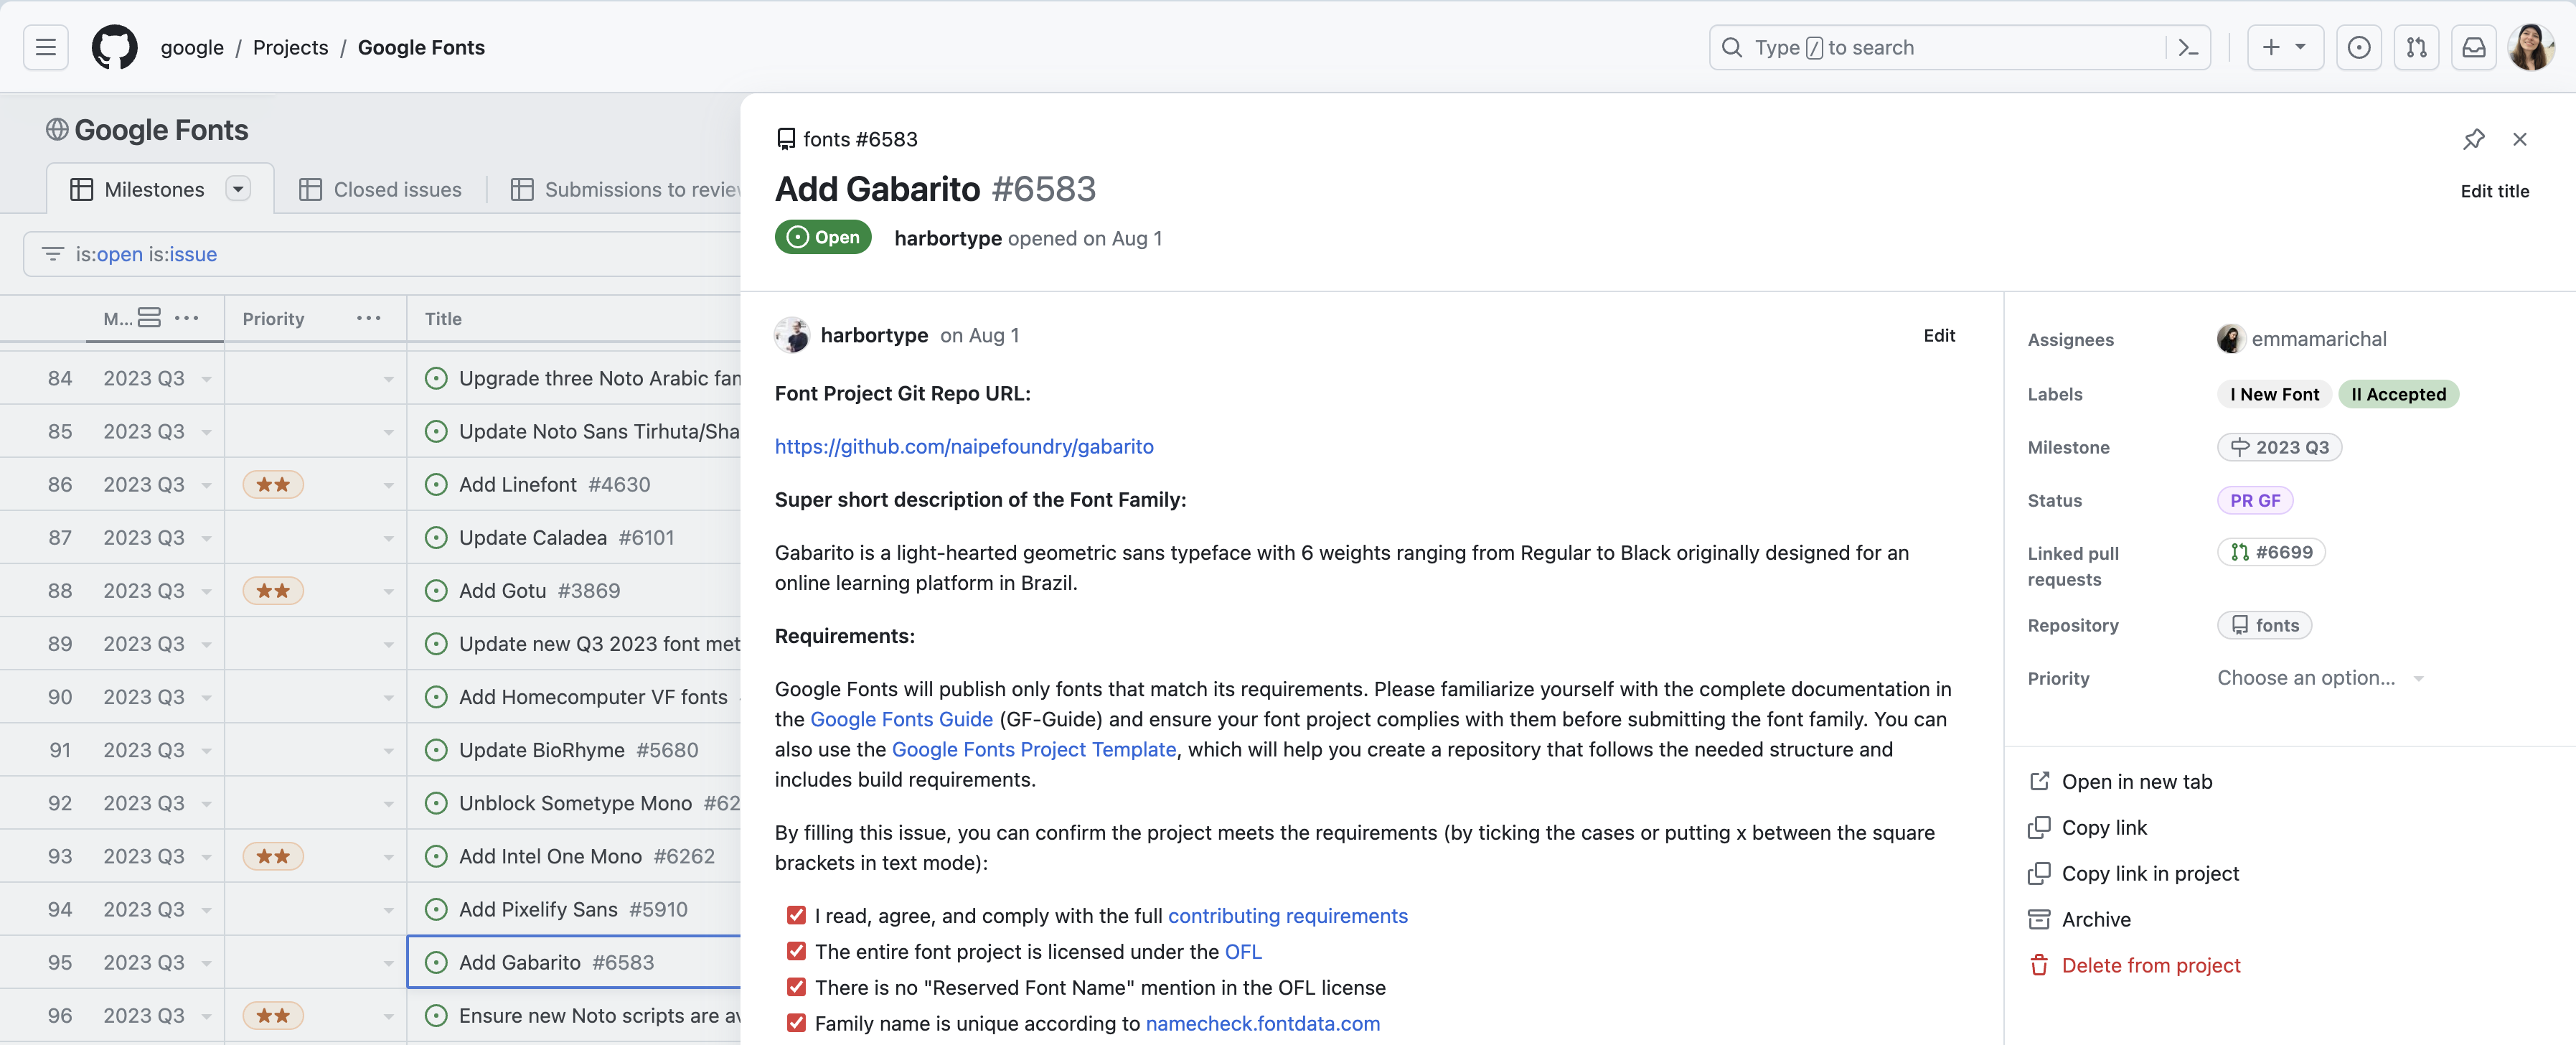 google / Projects / Google Fonts
Type / to search
Google Fonts
Milestones
Closed issues
Submissions to review
is:open is:issue
M...
Priority
Title
84 2023 Q3 Upgrade three Noto Arabic fam
85 2023 Q3 Update Noto Sans Tirhuta/Sha
86 2023 Q3 ★★ Add Linefont #4630
87 2023 Q3 Update Caladea #6101
88 2023 Q3 ★★ Add Gotu #3869
89 2023 Q3 Update new Q3 2023 font met
90 2023 Q3 Add Homecomputer VF fonts
91 2023 Q3 Update BioRhyme #5680
92 2023 Q3 Unblock Sometype Mono #62
93 2023 Q3 ★★ Add Intel One Mono #6262
94 2023 Q3 Add Pixelify Sans #5910
95 2023 Q3 Add Gabarito #6583
96 2023 Q3 ★★ Ensure new Noto scripts are av
fonts #6583
Add Gabarito #6583
Edit title
Open
harbortype opened on Aug 1
harbortype on Aug 1
Edit
Font Project Git Repo URL:
https://github.com/naipefoundry/gabarito
Super short description of the Font Family:
Gabarito is a light-hearted geometric sans typeface with 6 weights ranging from Regular to Black originally designed for an
online learning platform in Brazil.
Requirements:
Google Fonts will publish only fonts that match its requirements. Please familiarize yourself with the complete documentation in
the Google Fonts Guide (GF-Guide) and ensure your font project complies with them before submitting the font family. You can
also use the Google Fonts Project Template, which will help you create a repository that follows the needed structure and
includes build requirements.
By filling this issue, you can confirm the project meets the requirements (by ticking the cases or putting x between the square
brackets in text mode):
I read, agree, and comply with the full contributing requirements
The entire font project is licensed under the OFL
There is no "Reserved Font Name" mention in the OFL license
Family name is unique according to namecheck.fontdata.com
Assignees
emmamarichal
Labels
I New Font
II Accepted
Milestone
2023 Q3
Status
PR GF
Linked pull
requests
#6699
Repository
fonts
Priority
Choose an option...
Open in new tab
Copy link
Copy link in project
Archive
Delete from project